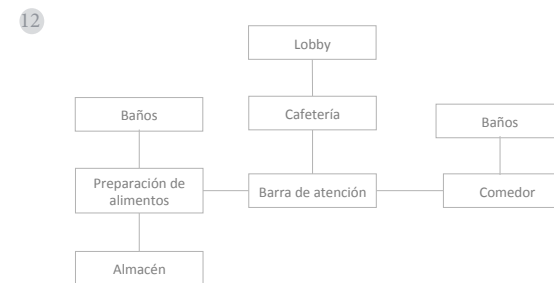 12
Lobby
Baños
Cafetería
Baños
Preparación de
alimentos
Barra de atención
Comedor
Almacén